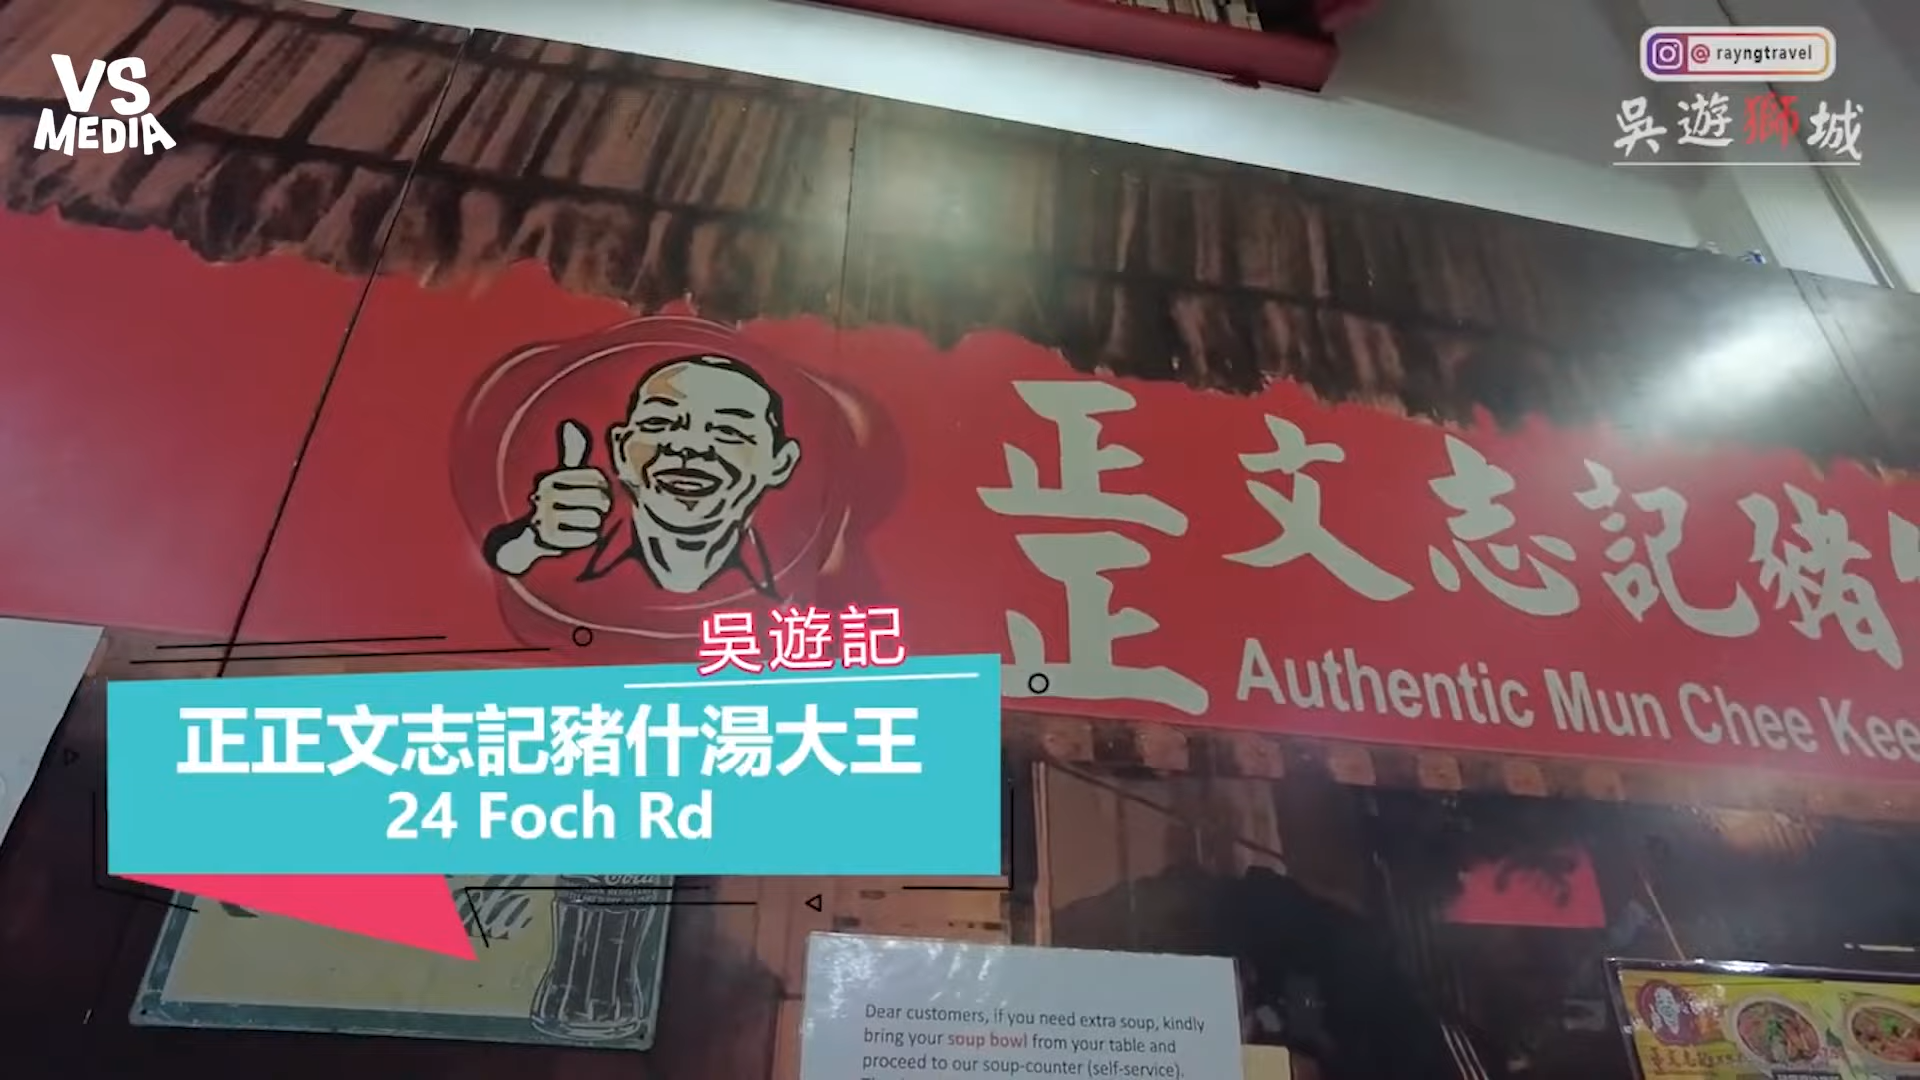 VS
MEDIA
@ rayngtravel
吳遊獅城
正正文志記豬
Authentic Mun Chee Kee
吳遊記
正正文志記豬什湯大王
24 Foch Rd
Dear customers, if you need extra soup, kindly
bring your soup bowl from your table and
proceed to our soup-counter (self-service).